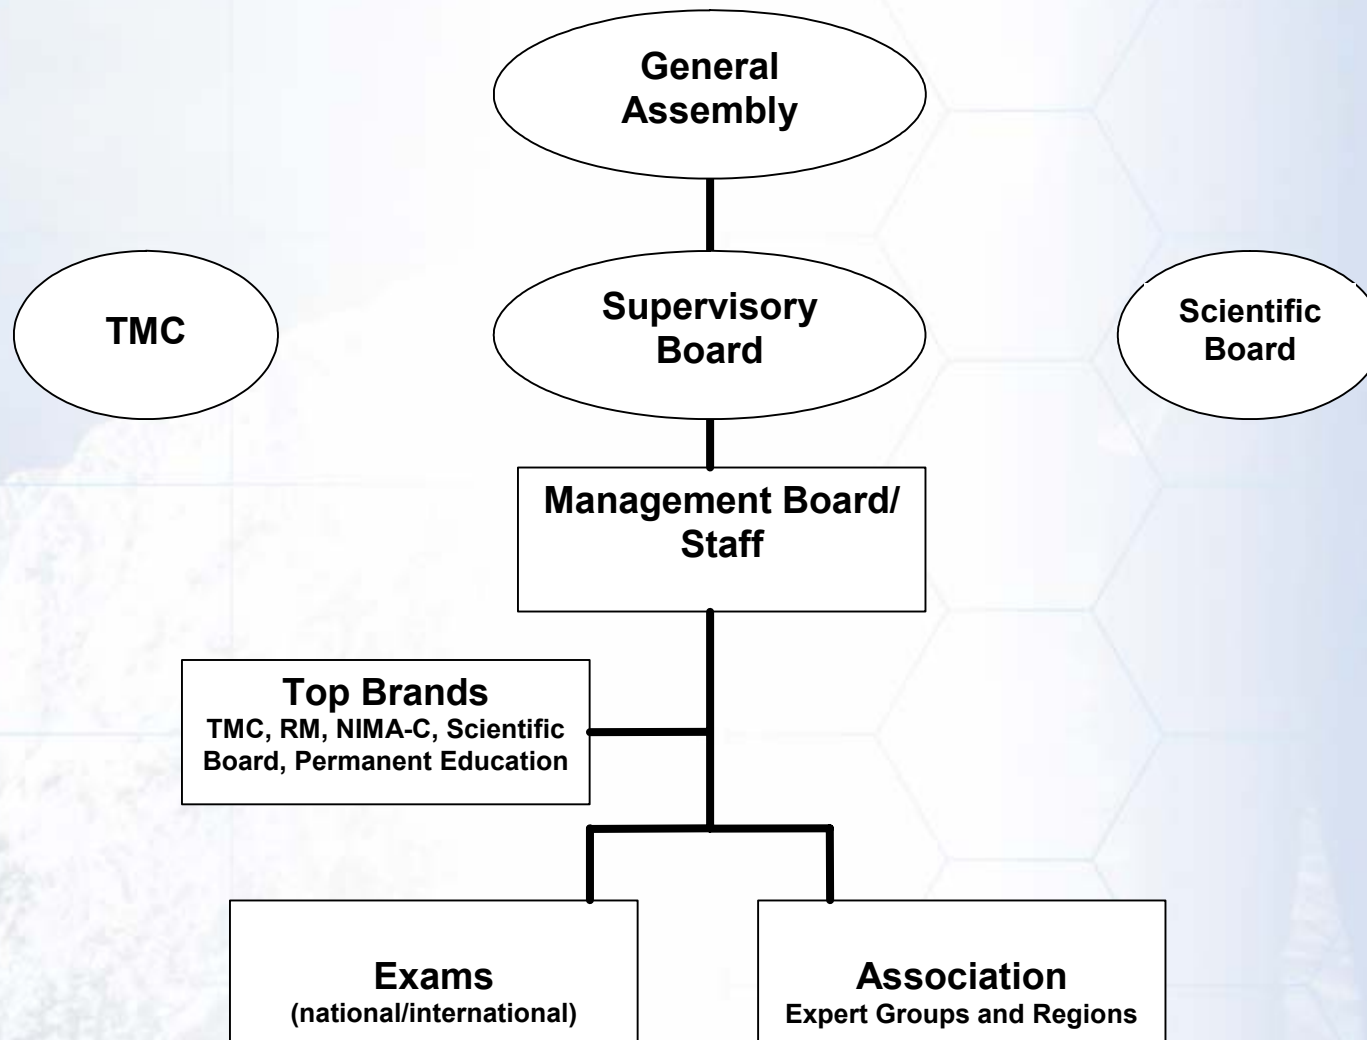 General
Assembly
TMC
Supervisory
Board
Scientific
Board
Management Board/
Staff
Top Brands
TMC, RM, NIMA-C, Scientific
Board, Permanent Education
Exams
(national/international)
Association
Expert Groups and Regions